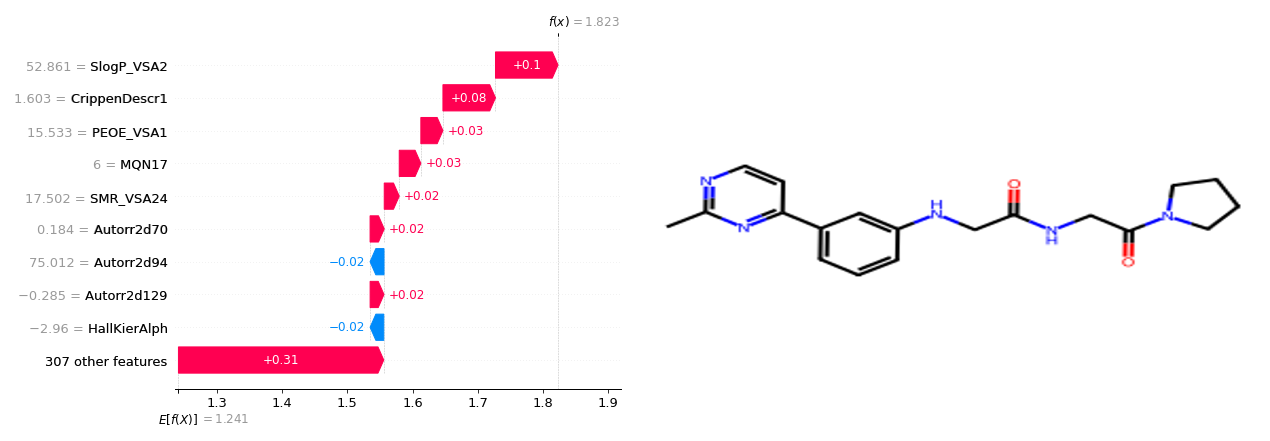 f(x) = 1.823
52.861 = SlogP_VSA2
+0.1
1.603 = CrippenDescr1
+0.08
15.533 = PEOE_VSA1
+0.03
6 = MQN17
+0.03
17.502 = SMR_VSA24
+0.02
0.184 = Autorr2d70
+0.02
75.012 = Autorr2d94
−0.02
−0.285 = Autorr2d129
+0.02
−2.96 = HallKierAlph
−0.02
307 other features
+0.31
1.3 1.4 1.5 1.6 1.7 1.8 1.9
E[f(X)] = 1.241
N
N
H
N
O
N
H
O
N